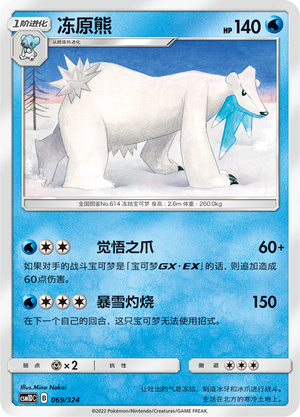 1阶进化 冻原熊 HP 140
从喷嚏熊进化
全国图鉴No.614 冻结宝可梦 身高:2.6m 体重:260.0kg
觉悟之爪 60+
如果对手的战斗宝可梦是「宝可梦GX・EX」的话,则追加造成
60点伤害。
暴雪灼烧 150
在下一个自己的回合,这只宝可梦无法使用招式。
弱点 ×2 抗性 撤退
Illus.Mina Nakai
CSM1DC B 069/324
让吐出的气息冻结,制造冰牙和冰爪进行战斗。
生活在北方的寒冷土地上。
©2022 Pokémon/Nintendo/Creatures/GAME FREAK.